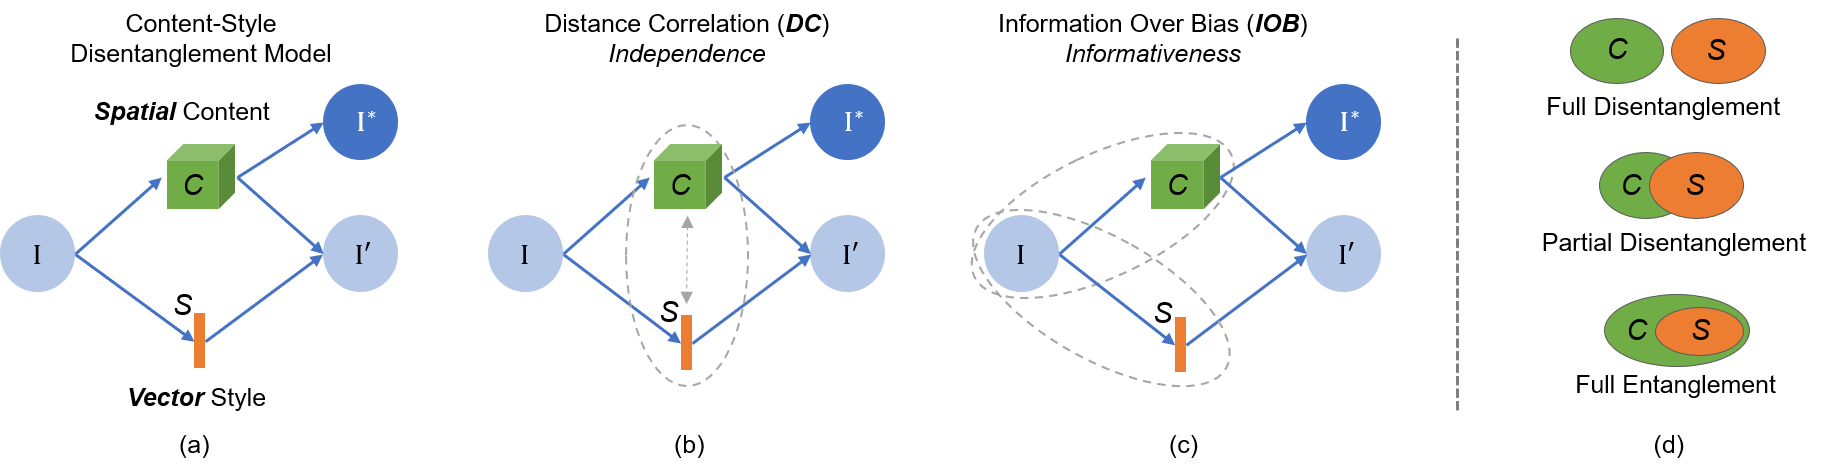 Content-Style
Disentanglement Model
Spatial Content
I*
C
I
I′
S
Vector Style
(a)
Distance Correlation (DC)
Independence
I*
C
I
I′
S
(b)
Information Over Bias (IOB)
Informativeness
I*
C
I
I′
S
(c)
C S
Full Disentanglement
C S
Partial Disentanglement
C S
Full Entanglement
(d)